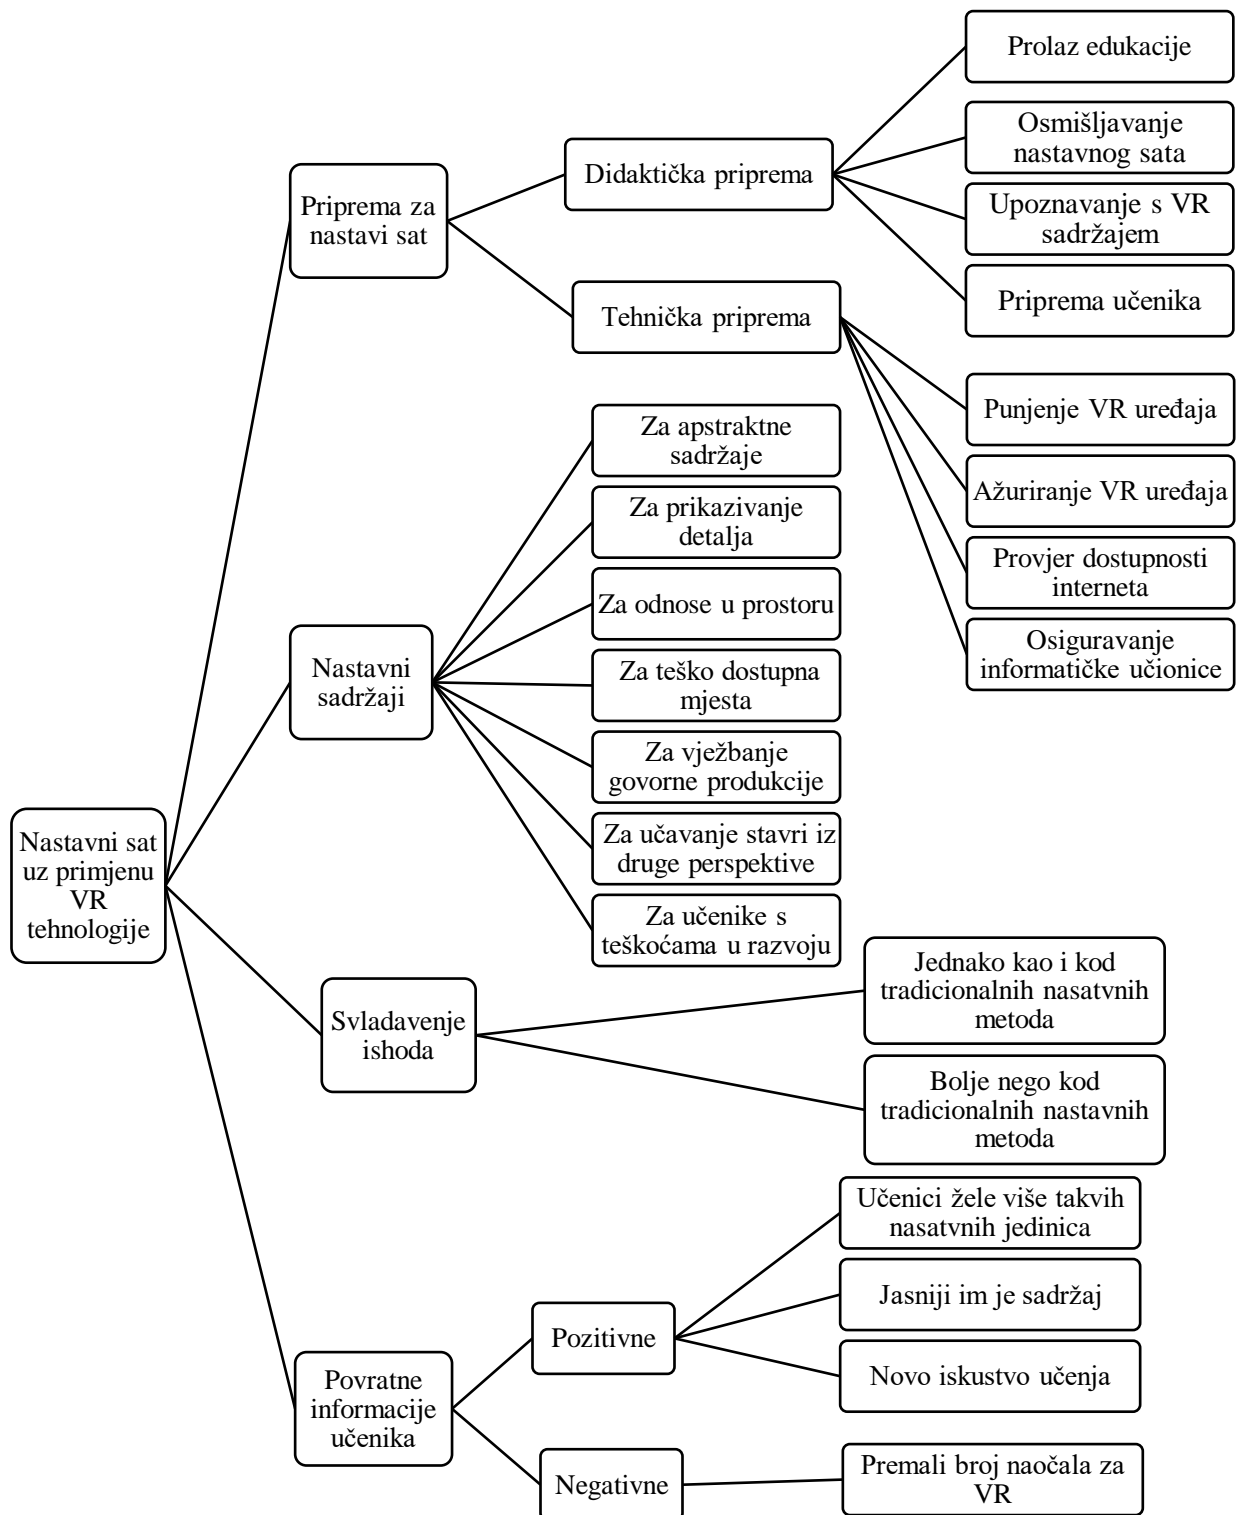 Nastavni sat
uz primjenu
VR
tehnologije
Priprema za
nastavi sat
Didaktička priprema
Prolaz edukacije
Osmišljavanje
nastavnog sata
Upoznavanje s VR
sadržajem
Priprema učenika
Tehnička priprema
Punjenje VR uređaja
Ažuriranje VR uređaja
Provjer dostupnosti
interneta
Osiguravanje
informatičke učionice
Nastavni
sadržaji
Za apstraktne
sadržaje
Za prikazivanje
detalja
Za odnose u prostoru
Za teško dostupna
mjesta
Za vježbanje
govorne produkcije
Za učavanje stavri iz
druge perspektive
Za učenike s
teškoćama u razvoju
Svladavenje
ishoda
Jednako kao i kod
tradicionalnih nasatvnih
metoda
Bolje nego kod
tradicionalnih nastavnih
metoda
Povratne
informacije
učenika
Pozitivne
Učenici žele više takvih
nasatvnih jedinica
Jasniji im je sadržaj
Novo iskustvo učenja
Negativne
Premali broj naočala za
VR